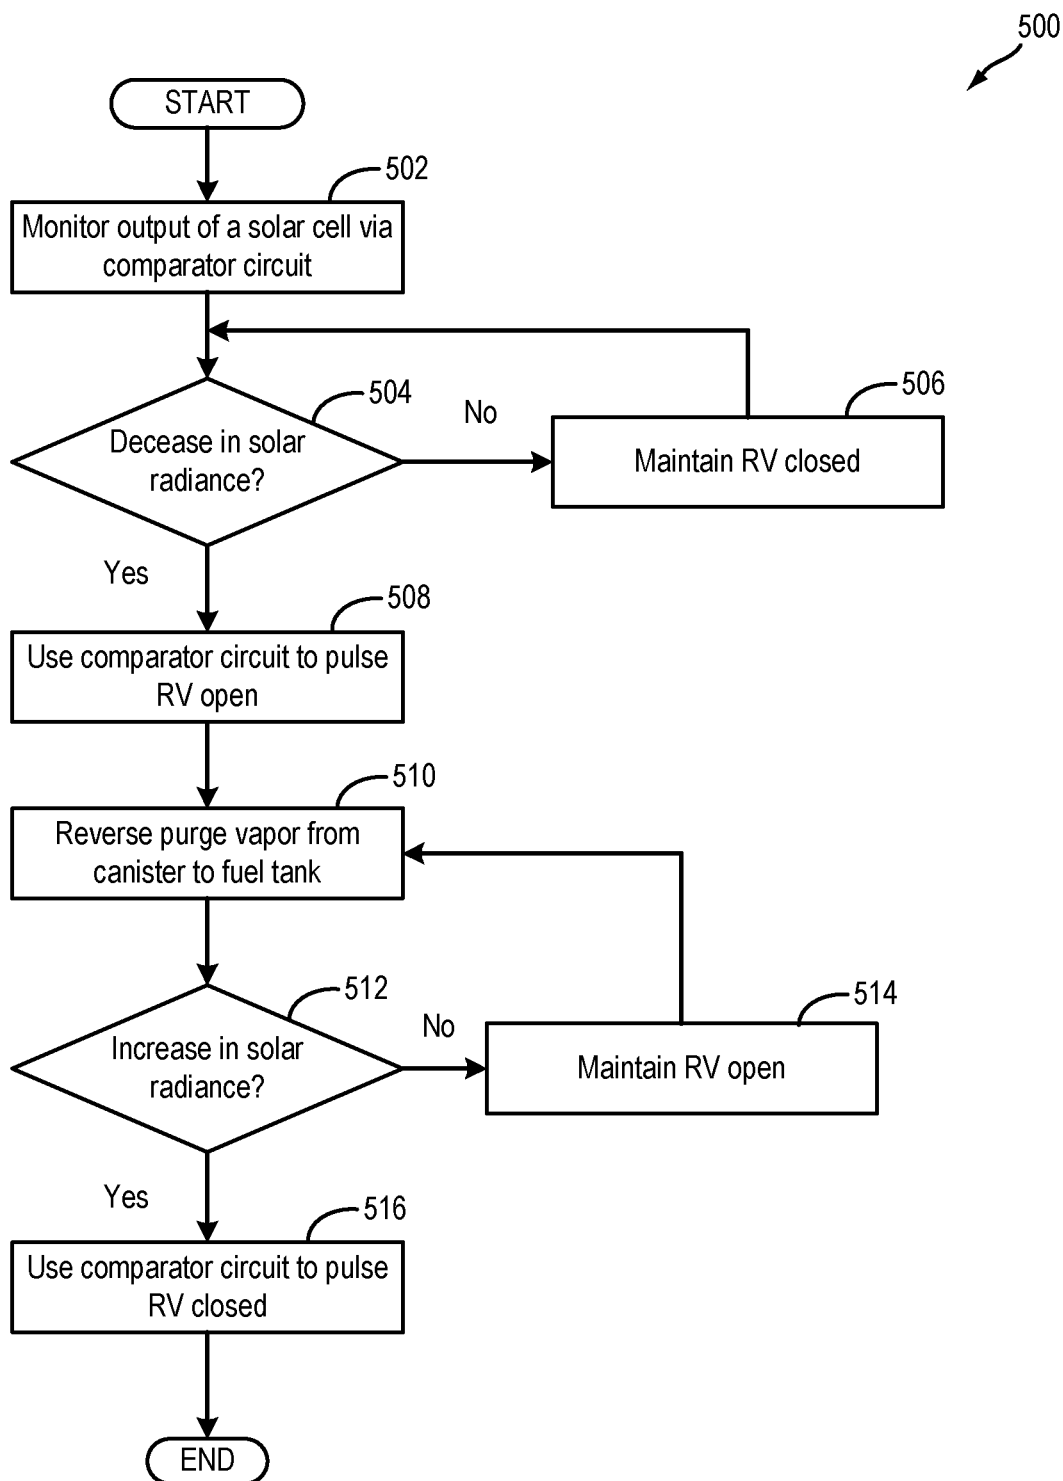 500
START
502
Monitor output of a solar cell via
comparator circuit
504
Decease in solar
radiance?
No
506
Maintain RV closed
Yes
508
Use comparator circuit to pulse
RV open
510
Reverse purge vapor from
canister to fuel tank
512
Increase in solar
radiance?
No
514
Maintain RV open
Yes
516
Use comparator circuit to pulse
RV closed
END